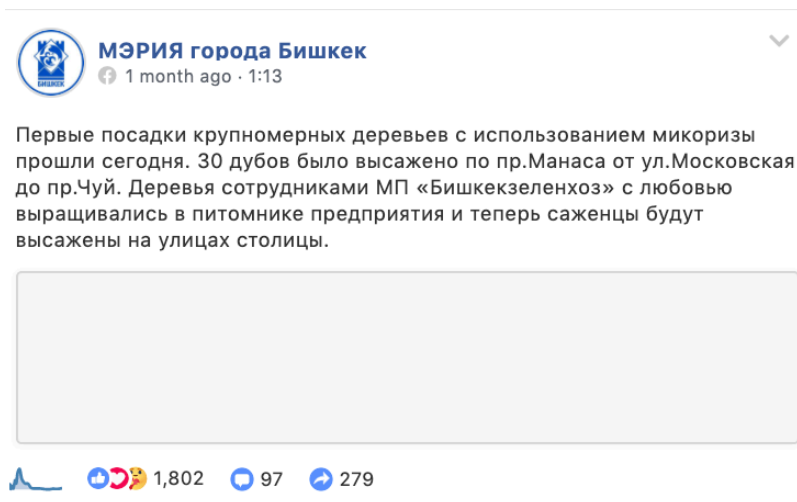 МЭРИЯ города Бишкек
1 month ago · 1:13
Первые посадки крупномерных деревьев с использованием микоризы
прошли сегодня. 30 дубов было высажено по пр.Манаса от ул.Московская
до пр.Чуй. Деревья сотрудниками МП «Бишкекзеленхоз» с любовью
выращивались в питомнике предприятия и теперь саженцы будут
высажены на улицах столицы.
1,802 97 279
БИШКЕК